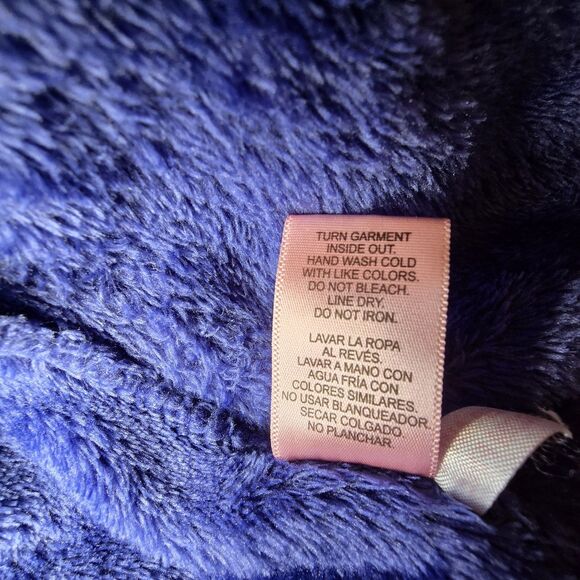 TURN GARMENT
INSIDE OUT.
HAND WASH COLD
WITH LIKE COLORS.
DO NOT BLEACH.
LINE DRY.
DO NOT IRON.
LAVAR LA ROPA
AL REVÉS.
LAVAR A MANO CON
AGUA FRÍA CON
COLORES SIMILARES.
NO USAR BLANQUEADOR.
SECAR COLGADO.
NO PLANCHAR.